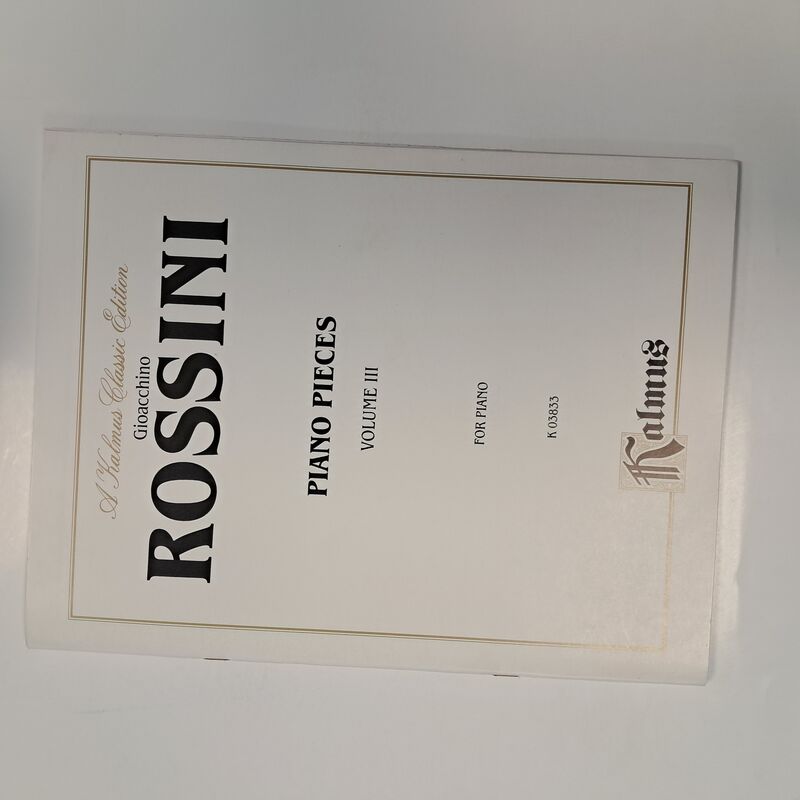 A Kalmus Classic Edition
Gioacchino
ROSSINI
PIANO PIECES
VOLUME III
FOR PIANO
K 03833
Kalmus